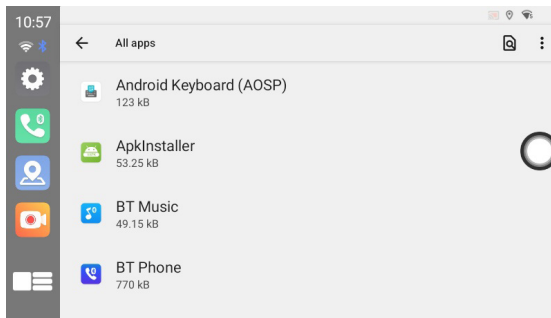 10:57
All apps
Android Keyboard (AOSP)
123 kB
ApkInstaller
53.25 kB
BT Music
49.15 kB
BT Phone
770 kB